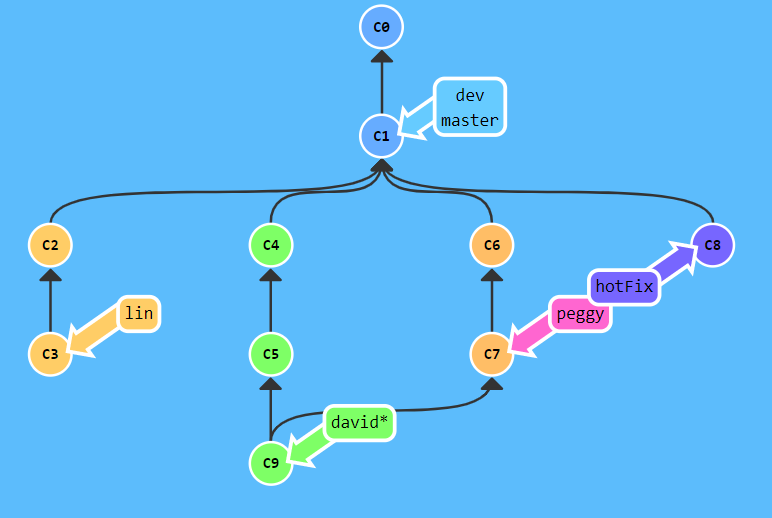 C0
dev
master
C1
C2
C4
C6
C8
hotFix
lin
peggy
C3
C5
C7
david*
C9